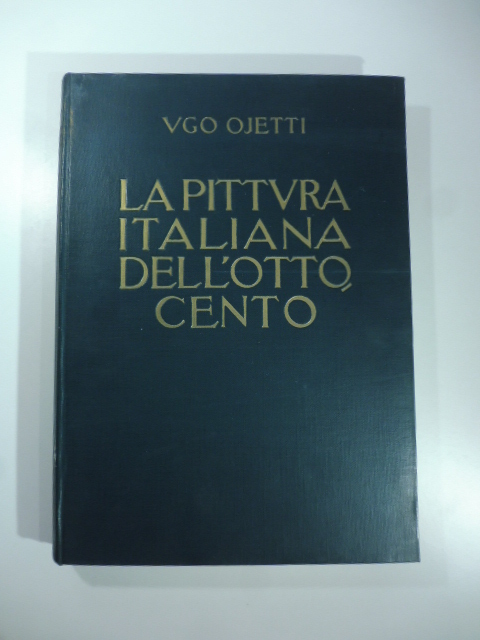 VGO OJETTI
LA PITTVRA
ITALIANA
DELL'OTTO,
CENTO